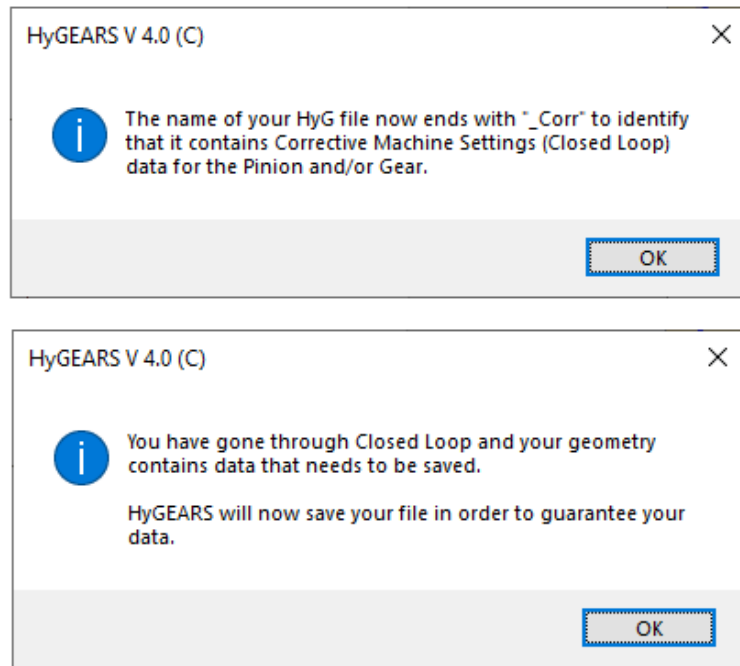 HyGEARS V 4.0 (C)
The name of your HyG file now ends with "_Corr" to identify
that it contains Corrective Machine Settings (Closed Loop)
data for the Pinion and/or Gear.
OK
HyGEARS V 4.0 (C)
You have gone through Closed Loop and your geometry
contains data that needs to be saved.
HyGEARS will now save your file in order to guarantee your
data.
OK